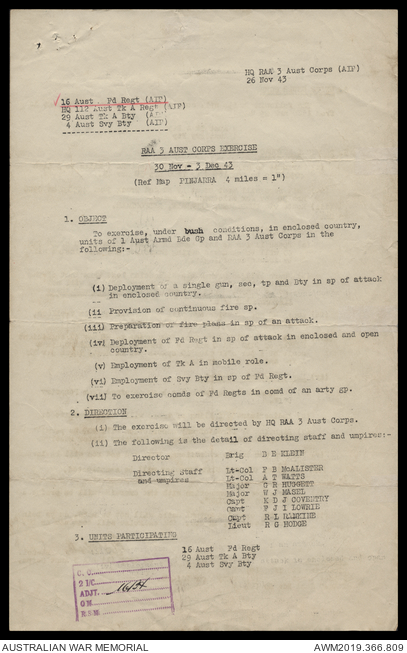 HQ RAA 3 Aust Corps (AIF)
26 Nov 43
16 Aust Fd Regt (AIF)
HQ 112 Aust Tk A Regt (AIF)
29 Aust Tk A Bty (AIF)
4 Aust Svy Bty (AIF)
RAA 3 AUST CORPS EXERCISE
30 Nov - 3 Dec 43
(Ref Map PINJARRA 4 miles = 1")
1. OBJECT
To exercise, under bush conditions, in enclosed country,
units of 1 Aust Armd Bde Gp and RAA 3 Aust Corps in the
following:-
(i) Deployment of a single gun, sec, tp and Bty in sp of attack
in enclosed country.
(ii Provision of continuous fire sp.
(iii) Preparation of fire plans in sp of an attack.
(iv) Deployment of Fd Regt in sp of attack in enclosed and open
country.
(v) Employment of Tk A in mobile role.
(vi) Employment of Svy Bty in sp of Fd Regt.
(vii) To exercise comds of Fd Regts in comd of an arty gp.
2. DIRECTION
(i) The exercise will be directed by HQ RAA 3 Aust Corps.
(ii) The following is the detail of directing staff and umpires:-
Director Brig B E KLEIN
Directing Staff Lt-Col F B McALISTER
and umpires Lt-Col A T WATTS
Major G R
Major W J MASEL
Capt K D J COVENTRY
Capt F J I LOWRIE
Capt R L RANKINE
Lieut R G HODGE
3. UNITS PARTICIPATING
16 Aust Fd Regt
29 Aust Tk A Bty
4 Aust Svy Bty
C. O.
2 I/C
ADJT.
Q M
R.S.M.
AUSTRALIAN WAR MEMORIAL AWM2019.366.809